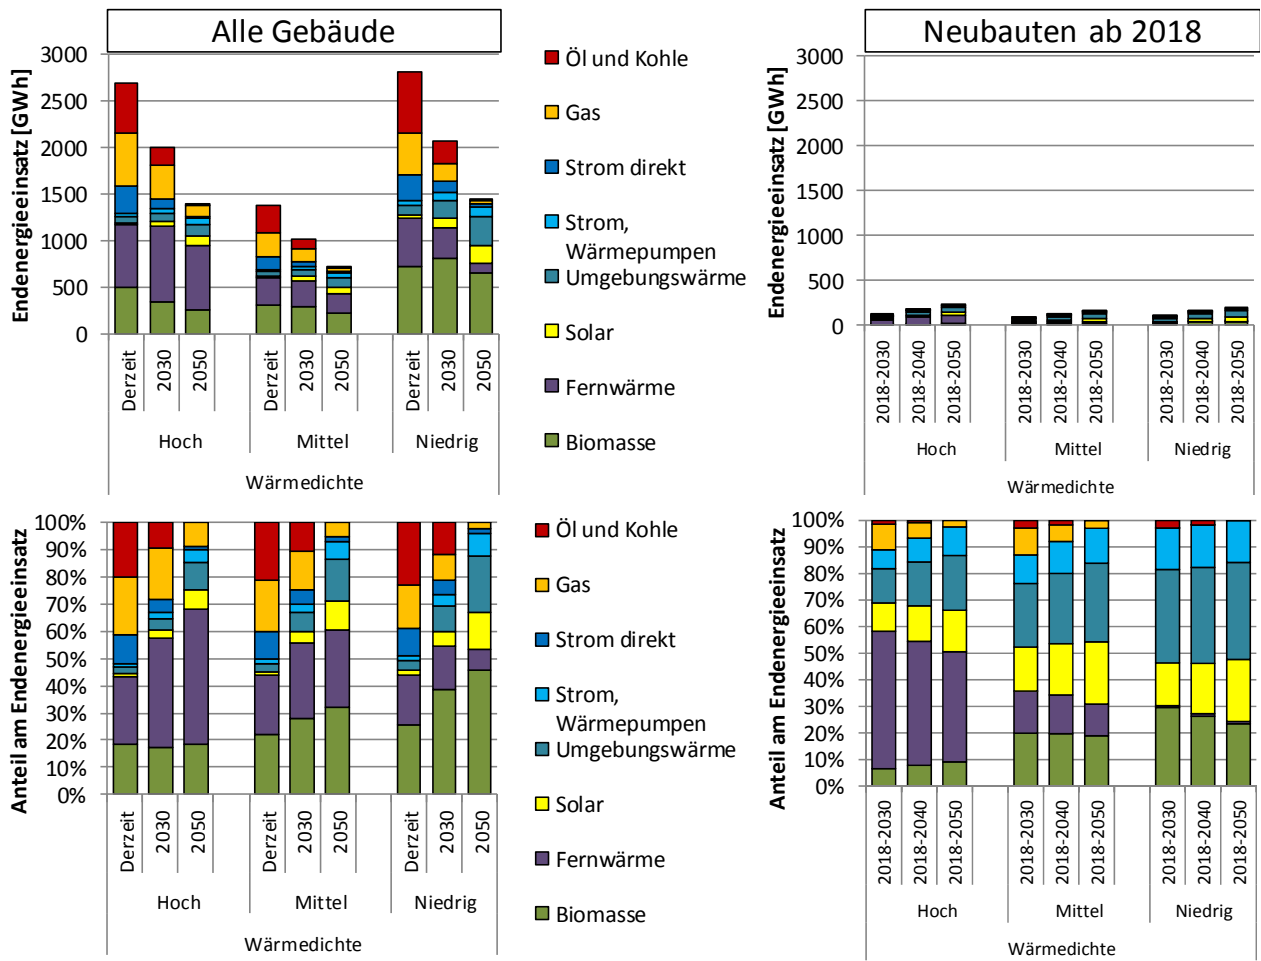 Alle Gebäude
Neubauten ab 2018
Endenergieeinsatz [GWh]
3000
2500
2000
1500
1000
500
0
Derzeit
2030
2050
Derzeit
2030
2050
Derzeit
2030
2050
Hoch
Mittel
Niedrig
Wärmedichte
Öl und Kohle
Gas
Strom direkt
Strom,
Wärmepumpen
Umgebungswärme
Solar
Fernwärme
Biomasse
Endenergieeinsatz [GWh]
3000
2500
2000
1500
1000
500
0
2018-2030
2018-2040
2018-2050
2018-2030
2018-2040
2018-2050
2018-2030
2018-2040
2018-2050
Hoch
Mittel
Niedrig
Wärmedichte
Anteil am Endenergieeinsatz
100%
90%
80%
70%
60%
50%
40%
30%
20%
10%
0%
Derzeit
2030
2050
Derzeit
2030
2050
Derzeit
2030
2050
Hoch
Mittel
Niedrig
Wärmedichte
Öl und Kohle
Gas
Strom direkt
Strom,
Wärmepumpen
Umgebungswärme
Solar
Fernwärme
Biomasse
Anteil am Endenergieeinsatz
100%
90%
80%
70%
60%
50%
40%
30%
20%
10%
0%
2018-2030
2018-2040
2018-2050
2018-2030
2018-2040
2018-2050
2018-2030
2018-2040
2018-2050
Hoch
Mittel
Niedrig
Wärmedichte